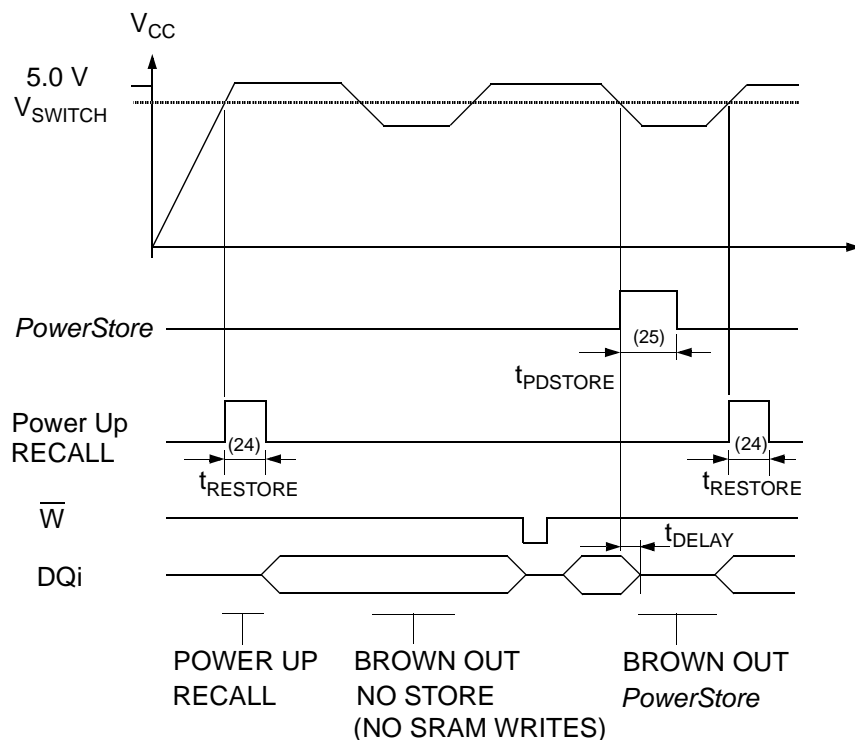 V_CC
5.0 V
V_SWITCH
PowerStore
(25)
t_PDSTORE
Power Up
RECALL
(24)
(24)
t_RESTORE
t_RESTORE
W̅
t_DELAY
DQi
POWER UP
RECALL
BROWN OUT
NO STORE
(NO SRAM WRITES)
BROWN OUT
PowerStore